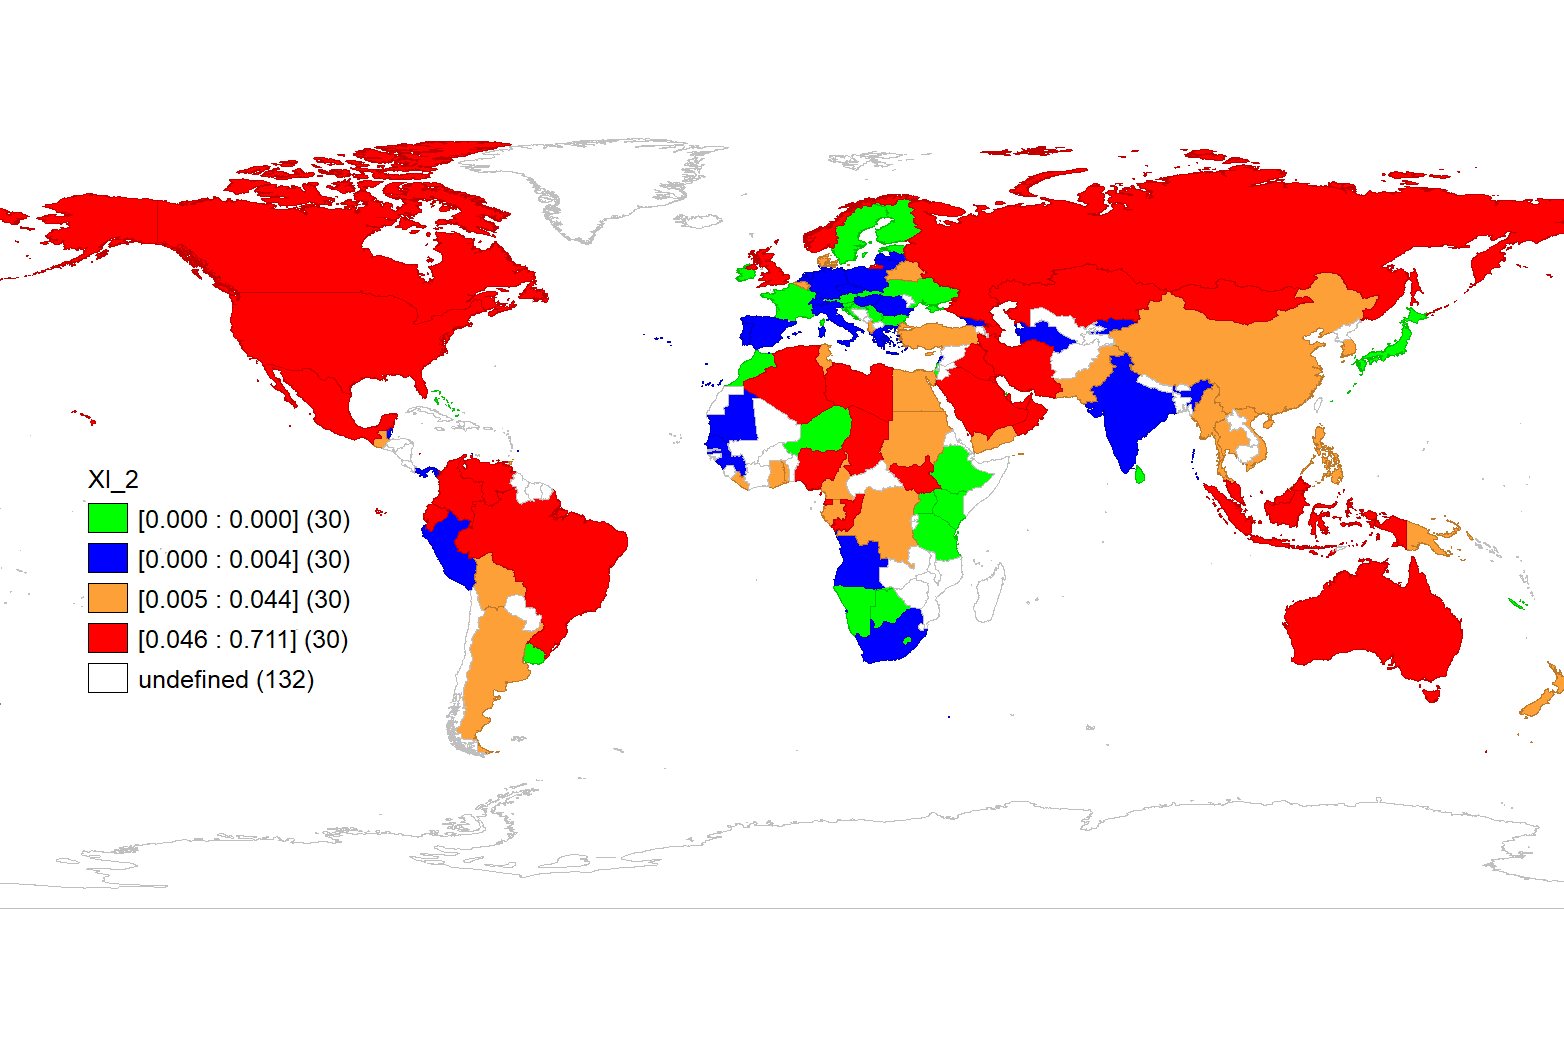 XI_2
[0.000 : 0.000] (30)
[0.000 : 0.004] (30)
[0.005 : 0.044] (30)
[0.046 : 0.711] (30)
undefined (132)